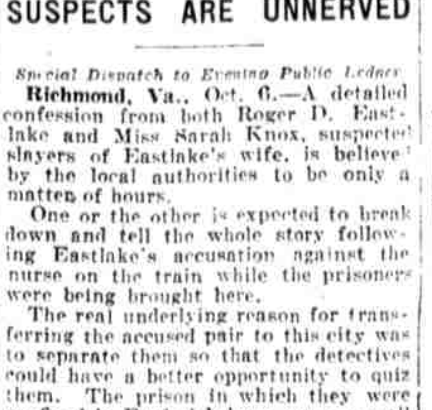 SUSPECTS ARE UNNERVED
Special Dispatch to Evening Public Ledger
Richmond, Va., Oct. 6.—A detailed
confession from both Roger D. East-
lake and Miss Sarah Knox, suspected
slayers of Eastlake's wife, is believed
by the local authorities to be only a
matter of hours.
One or the other is expected to break
down and tell the whole story follow-
ing Eastlake's accusation against the
nurse on the train while the prisoners
were being brought here.
The real underlying reason for trans-
ferring the accused pair to this city was
to separate them so that the detectives
could have a better opportunity to quiz
them. The prison in which they were